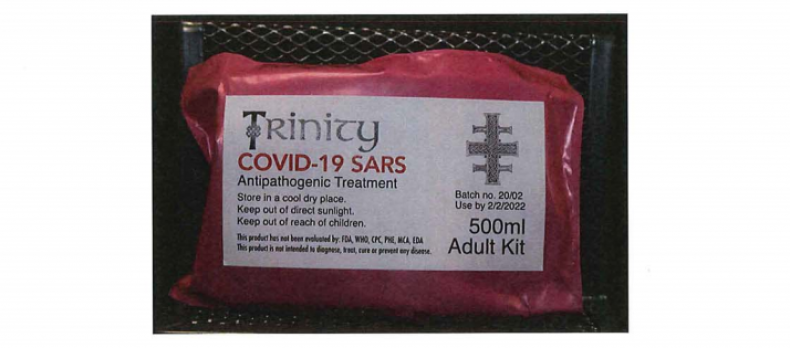 Trinity
COVID-19 SARS
Antipathogenic Treatment
Store in a cool dry place.
Keep out of direct sunlight.
Keep out of reach of children.
This product has not been evaluated by: FDA, WHO, CPC, PHE, MCA, EDA
This product is not intended to diagnose, treat, cure or prevent any disease.
Batch no. 20/02
Use by 2/2/2022
500ml
Adult Kit